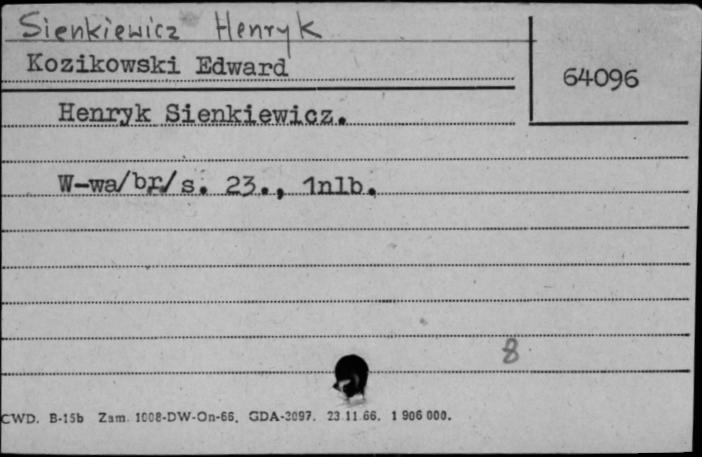 Sienkiewicz Henryk
Kozikowski Edward
64096
Henryk Sienkiewicz.
W-wa/br/s. 23., 1nlb.
8
CWD. B-15b Zam. 1008-DW-On-66. GDA-2097. 23.11.66. 1 906 000.